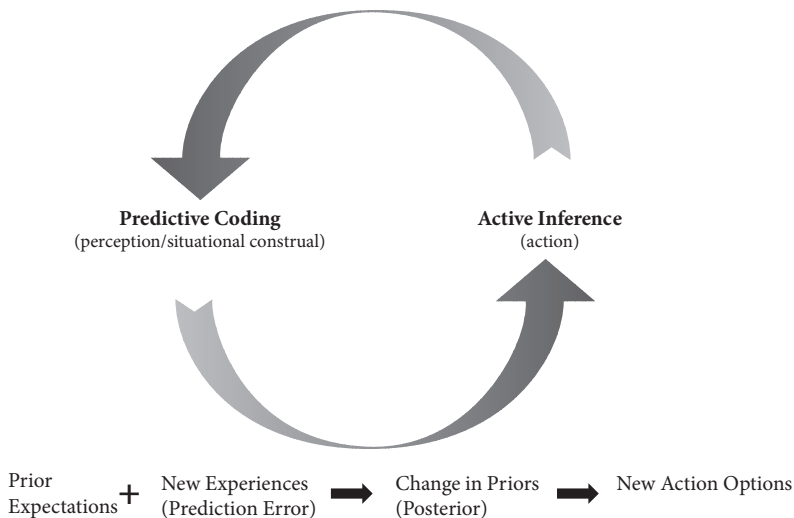 Predictive Coding
(perception/situational construal)
Active Inference
(action)
Prior
Expectations
+
New Experiences
(Prediction Error)
Change in Priors
(Posterior)
New Action Options